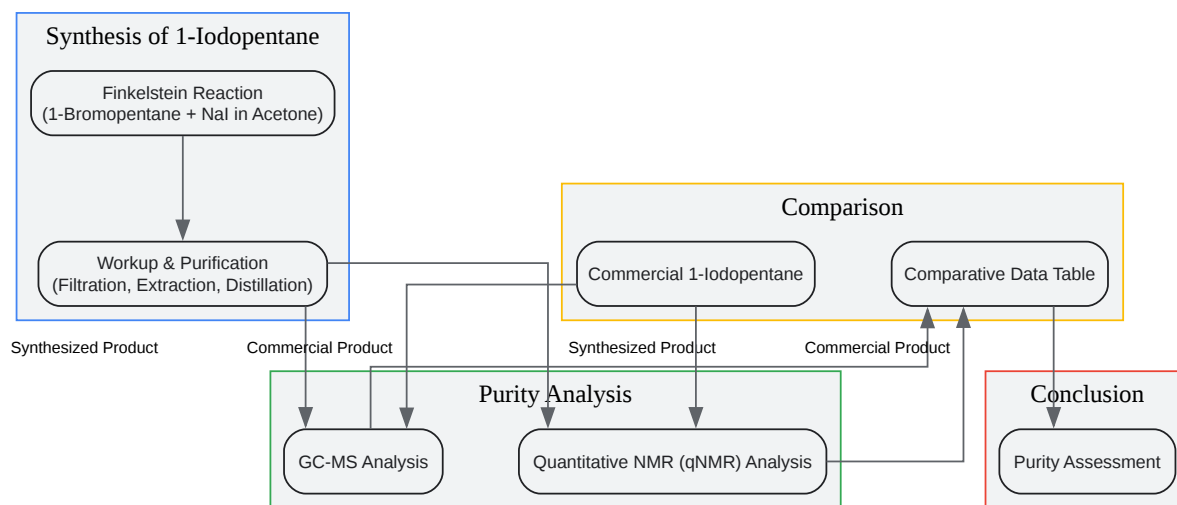 Synthesis of 1-Iodopentane
Finkelstein Reaction
(1-Bromopentane + NaI in Acetone)
Workup & Purification
(Filtration, Extraction, Distillation)
Comparison
Commercial 1-Iodopentane
Comparative Data Table
Synthesized Product
Commercial Product
Synthesized Product
Commercial Product
Purity Analysis
GC-MS Analysis
Quantitative NMR (qNMR) Analysis
Conclusion
Purity Assessment